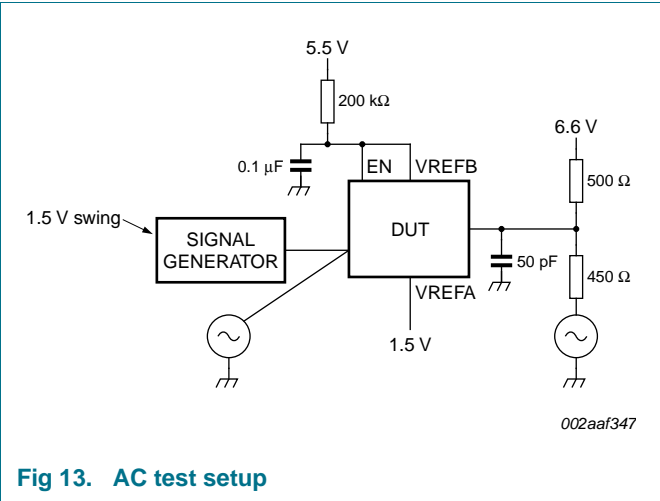 5.5 V
200 kΩ
6.6 V
0.1 μF
EN
VREFB
500 Ω
1.5 V swing
SIGNAL
GENERATOR
DUT
50 pF
450 Ω
VREFA
1.5 V
002aaf347
Fig 13. AC test setup